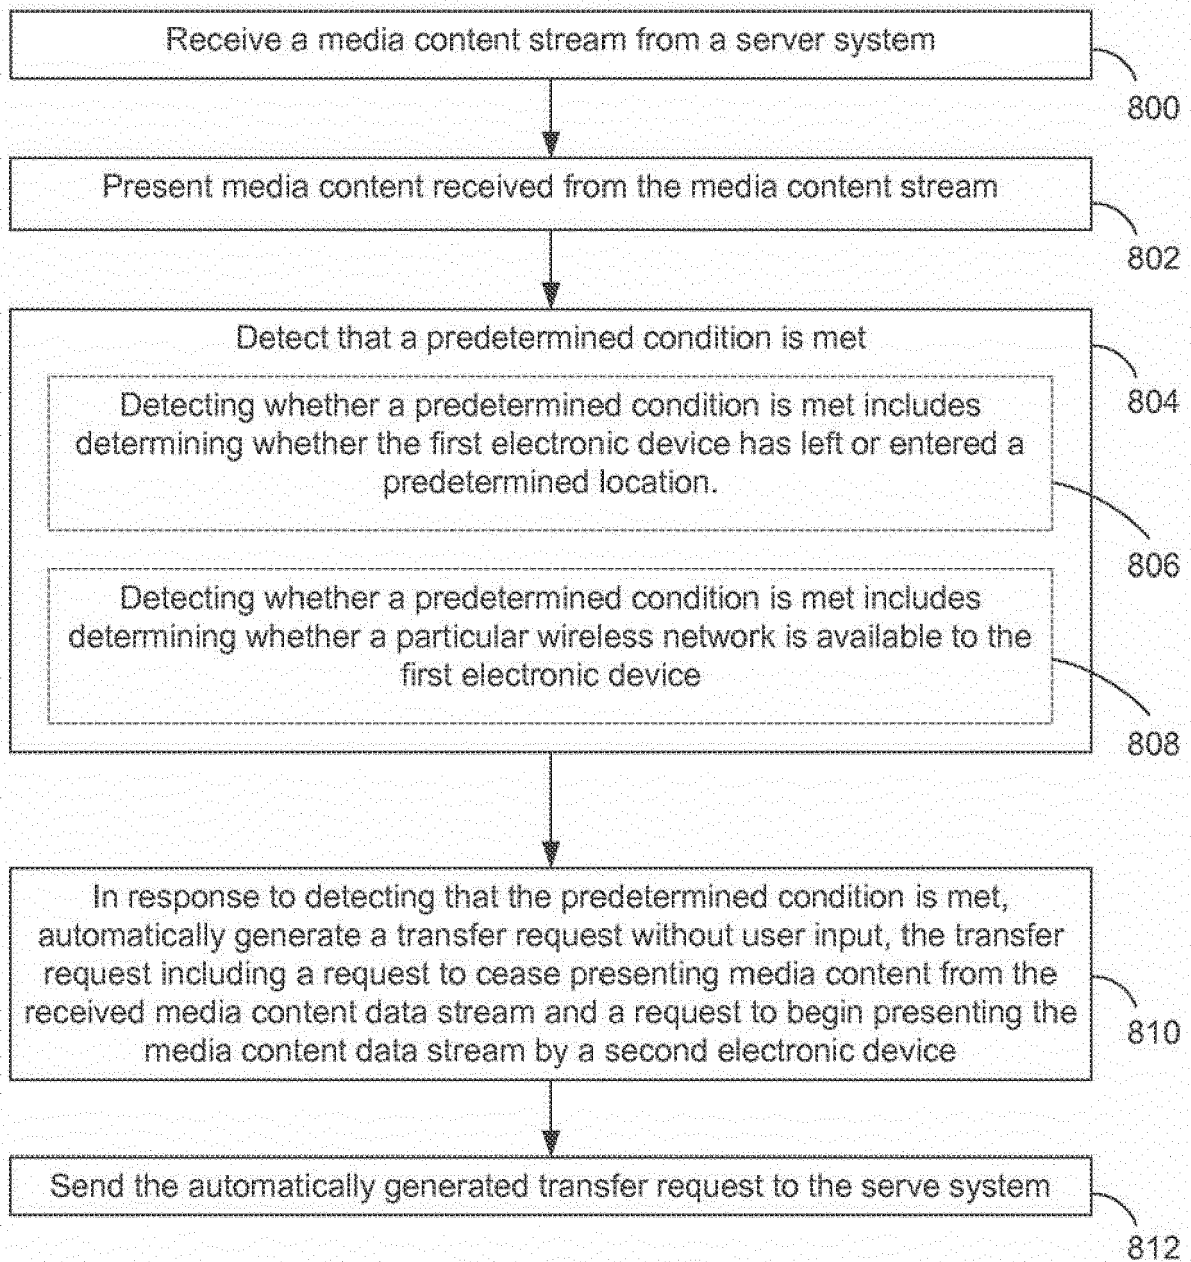 Receive a media content stream from a server system
800
Present media content received from the media content stream
802
Detect that a predetermined condition is met
804
Detecting whether a predetermined condition is met includes
determining whether the first electronic device has left or entered a
predetermined location.
806
Detecting whether a predetermined condition is met includes
determining whether a particular wireless network is available to the
first electronic device
808
In response to detecting that the predetermined condition is met,
automatically generate a transfer request without user input, the transfer
request including a request to cease presenting media content from the
received media content data stream and a request to begin presenting the
media content data stream by a second electronic device
810
Send the automatically generated transfer request to the serve system
812